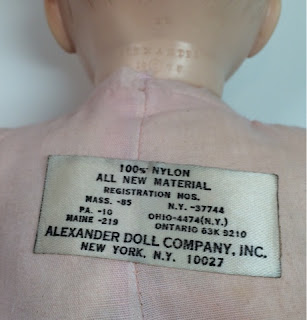 100% NYLON
ALL NEW MATERIAL
REGISTRATION NOS.
MASS. -85 N.Y. -37744
PA. -10 OHIO-4474(N.Y.)
MAINE -219 ONTARIO 63K 9210
ALEXANDER DOLL COMPANY, INC.
NEW YORK, N.Y. 10027